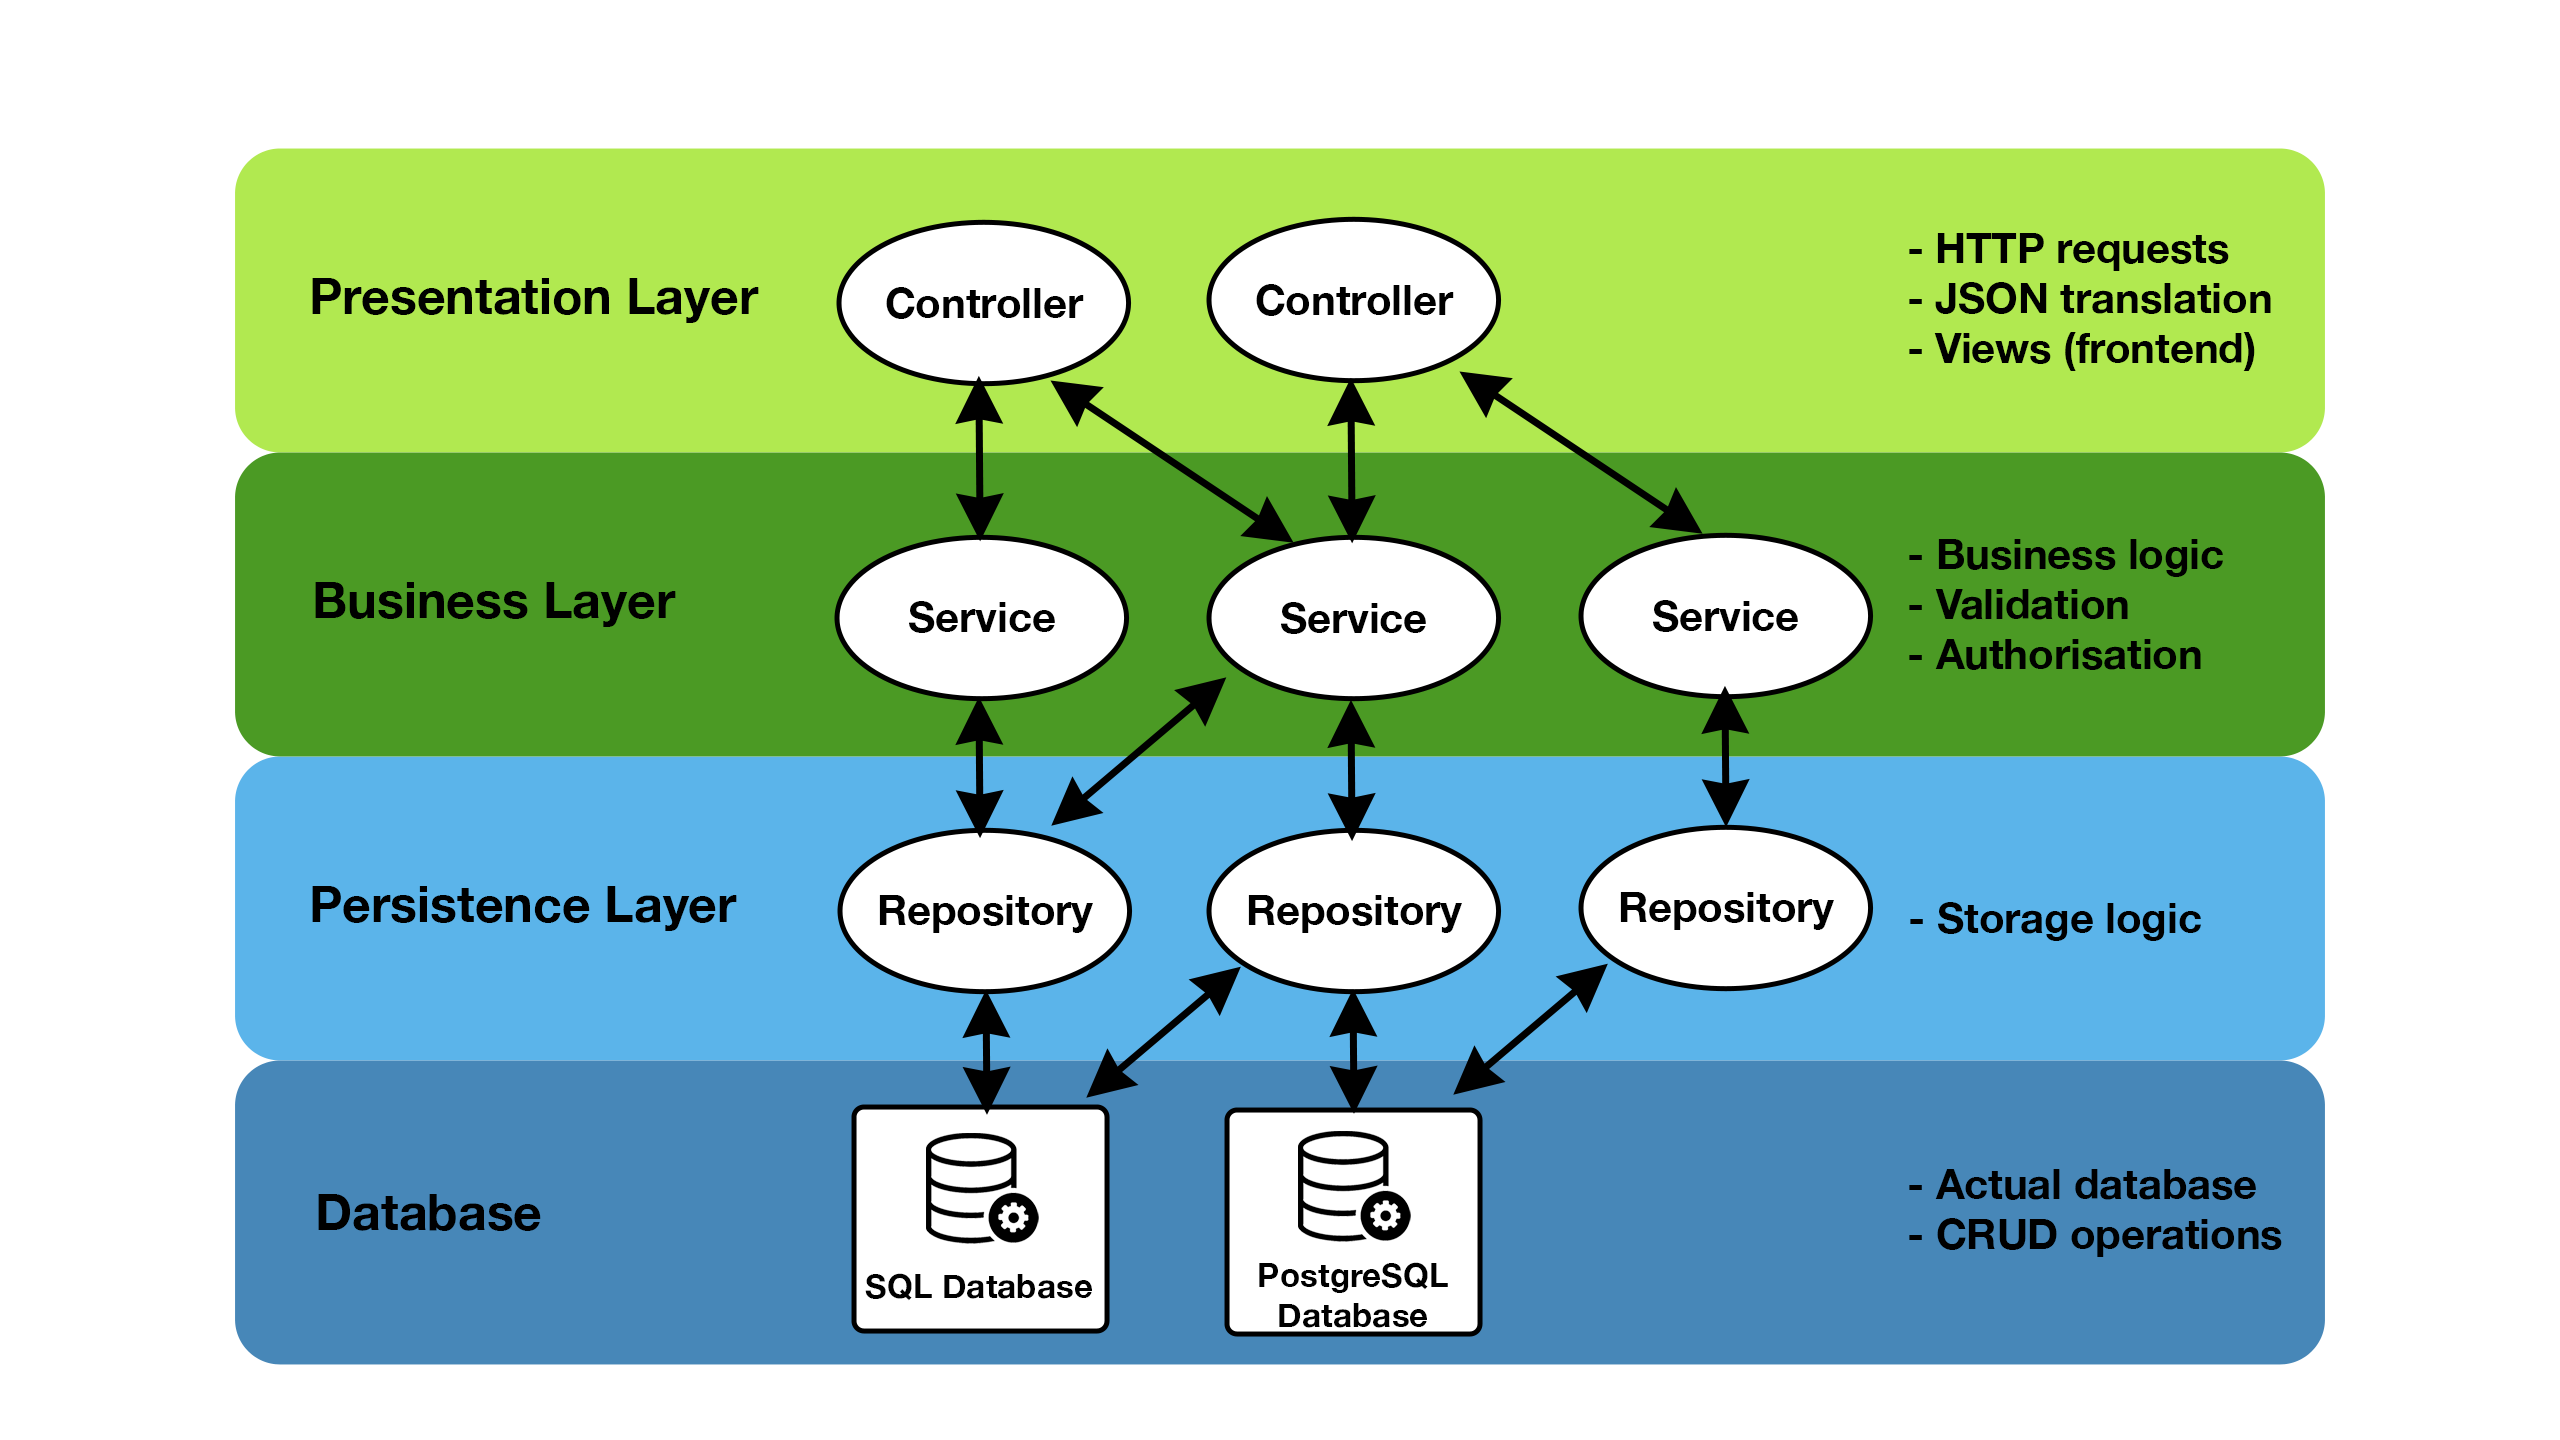 Presentation Layer
Controller
Controller
- HTTP requests
- JSON translation
- Views (frontend)
Business Layer
Service
Service
Service
- Business logic
- Validation
- Authorisation
Persistence Layer
Repository
Repository
Repository
- Storage logic
Database
SQL Database
PostgreSQL
Database
- Actual database
- CRUD operations